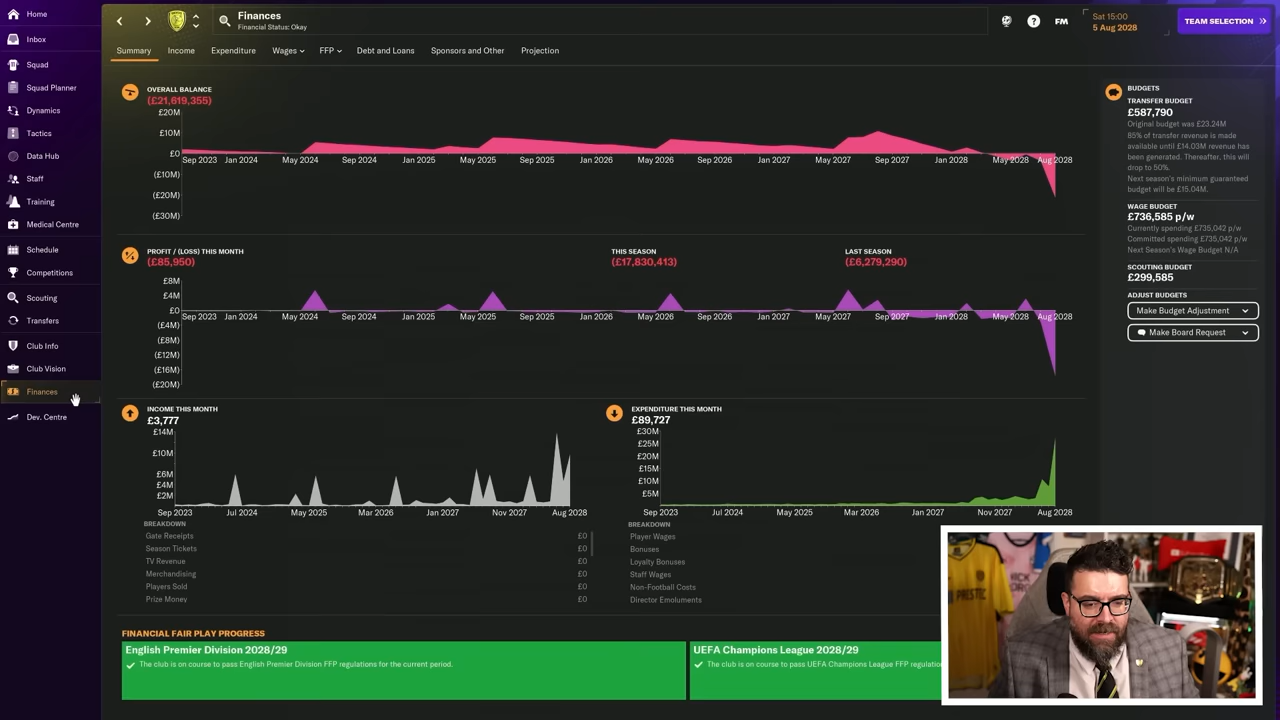 Home
Inbox
Squad
Squad Planner
Dynamics
Tactics
Data Hub
Staff
Training
Medical Centre
Schedule
Competitions
Scouting
Transfers
Club Info
Club Vision
Finances
Dev. Centre
Finances
Financial Status: Okay
FM
Sat 15:00
5 Aug 2028
TEAM SELECTION
Summary Income Expenditure Wages FFP Debt and Loans Sponsors and Other Projection
OVERALL BALANCE
(£21,619,355)
£20M
£10M
£0
(£10M)
(£20M)
(£30M)
Sep 2023 Jan 2024 May 2024 Sep 2024 Jan 2025 May 2025 Sep 2025 Jan 2026 May 2026 Sep 2026 Jan 2027 May 2027 Sep 2027 Jan 2028 May 2028 Aug 2028
PROFIT / (LOSS) THIS MONTH
(£85,950)
THIS SEASON
(£17,830,413)
LAST SEASON
(£6,279,290)
£8M
£4M
£0
(£4M)
(£8M)
(£12M)
(£16M)
(£20M)
Sep 2023 Jan 2024 May 2024 Sep 2024 Jan 2025 May 2025 Sep 2025 Jan 2026 May 2026 Sep 2026 Jan 2027 May 2027 Sep 2027 Jan 2028 May 2028 Aug 2028
INCOME THIS MONTH
£3,777
£14M
£10M
£6M
£4M
£2M
Sep 2023 Jul 2024 May 2025 Mar 2026 Jan 2027 Nov 2027 Aug 2028
BREAKDOWN
Gate Receipts £0
Season Tickets £0
TV Revenue £0
Merchandising £0
Players Sold £0
Prize Money £0
EXPENDITURE THIS MONTH
£89,727
£30M
£25M
£20M
£15M
£10M
£5M
Sep 2023 Jul 2024 May 2025 Mar 2026 Jan 2027 Nov 2027 Aug 2028
BREAKDOWN
Player Wages
Bonuses
Loyalty Bonuses
Staff Wages
Non-Football Costs
Director Emoluments
FINANCIAL FAIR PLAY PROGRESS
English Premier Division 2028/29
The club is on course to pass English Premier Division FFP regulations for the current period.
UEFA Champions League 2028/29
The club is on course to pass UEFA Champions League FFP regulatio
BUDGETS
TRANSFER BUDGET
£587,790
Original budget was £23.24M
85% of transfer revenue is made
available until £14.03M revenue has
been generated. Thereafter, this will
drop to 50%.
Next season's minimum guaranteed
budget will be £15.04M.
WAGE BUDGET
£736,585 p/w
Currently spending £735,042 p/w
Committed spending £735,042 p/w
Next Season's Wage Budget N/A
SCOUTING BUDGET
£299,585
ADJUST BUDGETS
Make Budget Adjustment
Make Board Request